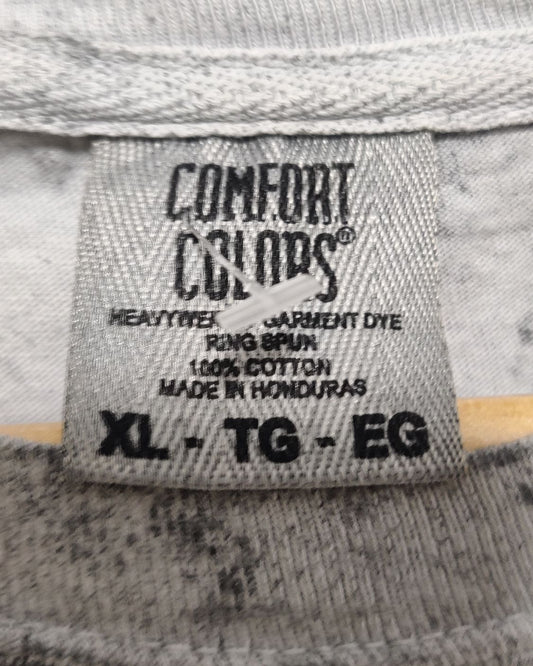 COMFORT
COLORS®
GARMENT DYE
RING SPUN
100% COTTON
MADE IN HONDURAS
XL - TG - EG